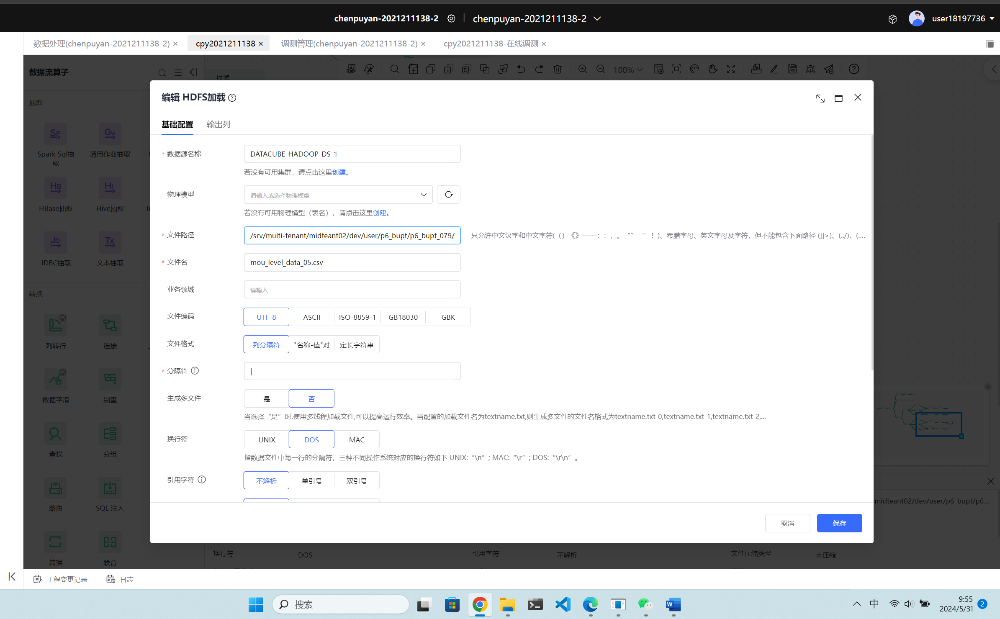 chenpuyan-2021211138-2 chenpuyan-2021211138-2 user18197736
数据处理(chenpuyan-2021211138-2) cpy2021211138 调测管理(chenpuyan-2021211138-2) cpy2021211138-在线调测
数据流算子
过滤
100%
编辑 HDFS加载
基础配置 输出列
抽取
Spark Sql抽取
通用作业抽取
HBase抽取
Hive抽取
JDBC抽取
文本抽取
转换
列转行
连接
数据平滑
剔重
查找
分组
路由
SQL 注入
转换
联合
* 数据源名称 DATACUBE_HADOOP_DS_1
若没有可用集群，请点击这里创建。
物理模型 请输入或选择物理模型
若没有可用物理模型（表名），请点击这里创建。
* 文件路径 /srv/multi-tenant/midteant02/dev/user/p6_bupt/p6_bupt_079/ 只允许中文汉字和中文字符(（）《》——；：，。“”‘’！)、希腊字母、英文字母及字符，但不能包含下面路径 (]]>)、(../)、(....
* 文件名 mou_level_data_05.csv
业务领域 请输入
文件编码 UTF-8 ASCII ISO-8859-1 GB18030 GBK
文件格式 列分隔符 "名称-值"对 定长字符串
* 分隔符 |
生成多文件 是 否
当选择“是”时,使用多线程加载文件,可以提高运行效率。当配置的加载文件名为textname.txt,则生成多文件的文件名格式为textname.txt-0,textname.txt-1,textname.txt-2,...
换行符 UNIX DOS MAC
指数据文件中每一行的分隔符，三种不同操作系统对应的换行符如下 UNIX:“\n”; MAC:“\r”; DOS:“\r\n”。
引用字符 不解析 单引号 双引号
/midteant02/dev/user/p6_bupt/p6...
取消 保存
换行符 DOS 引用字符 不解析 文件压缩类型 未压缩
工程变更记录 日志
搜索
中
9:55
2024/5/31
2